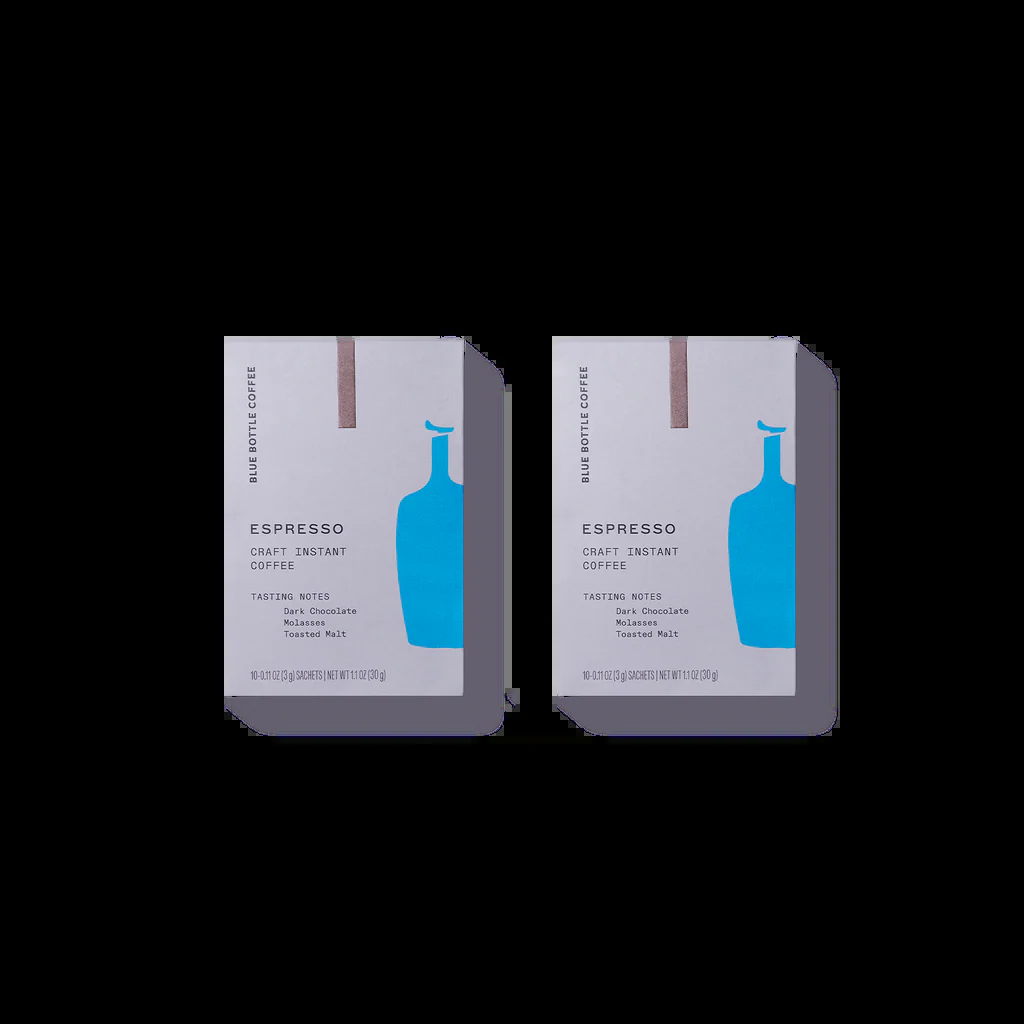 BLUE BOTTLE COFFEE
ESPRESSO
CRAFT INSTANT
COFFEE
TASTING NOTES
Dark Chocolate
Molasses
Toasted Malt
10-0.11 OZ (3 g) SACHETS | NET WT 1.1 OZ (30 g)
BLUE BOTTLE COFFEE
ESPRESSO
CRAFT INSTANT
COFFEE
TASTING NOTES
Dark Chocolate
Molasses
Toasted Malt
10-0.11 OZ (3 g) SACHETS | NET WT 1.1 OZ (30 g)